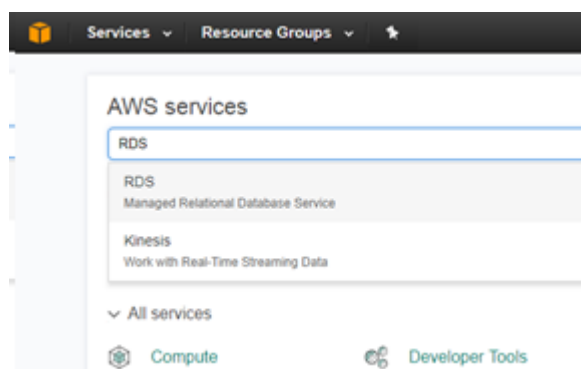 Services Resource Groups
AWS services
RDS
RDS
Managed Relational Database Service
Kinesis
Work with Real-Time Streaming Data
All services
Compute Developer Tools